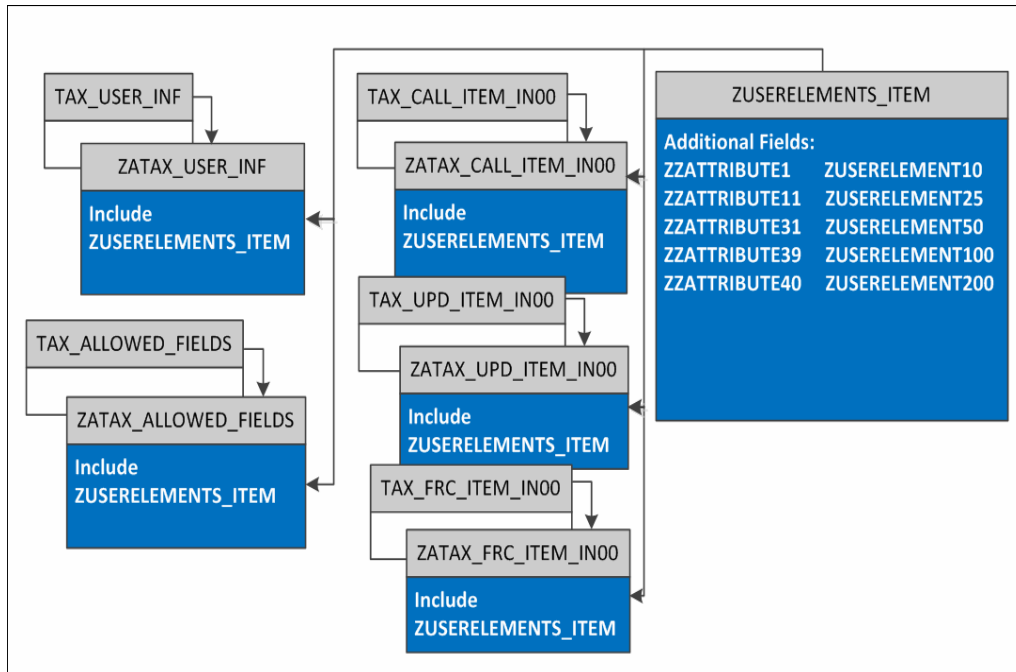 TAX_USER_INF
ZATAX_USER_INF
Include
ZUSERELEMENTS_ITEM
TAX_ALLOWED_FIELDS
ZATAX_ALLOWED_FIELDS
Include
ZUSERELEMENTS_ITEM
TAX_CALL_ITEM_IN00
ZATAX_CALL_ITEM_IN00
Include
ZUSERELEMENTS_ITEM
TAX_UPD_ITEM_IN00
ZATAX_UPD_ITEM_IN00
Include
ZUSERELEMENTS_ITEM
TAX_FRC_ITEM_IN00
ZATAX_FRC_ITEM_IN00
Include
ZUSERELEMENTS_ITEM
ZUSERELEMENTS_ITEM
Additional Fields:
ZZATTRIBUTE1 ZUSERELEMENT10
ZZATTRIBUTE11 ZUSERELEMENT25
ZZATTRIBUTE31 ZUSERELEMENT50
ZZATTRIBUTE39 ZUSERELEMENT100
ZZATTRIBUTE40 ZUSERELEMENT200